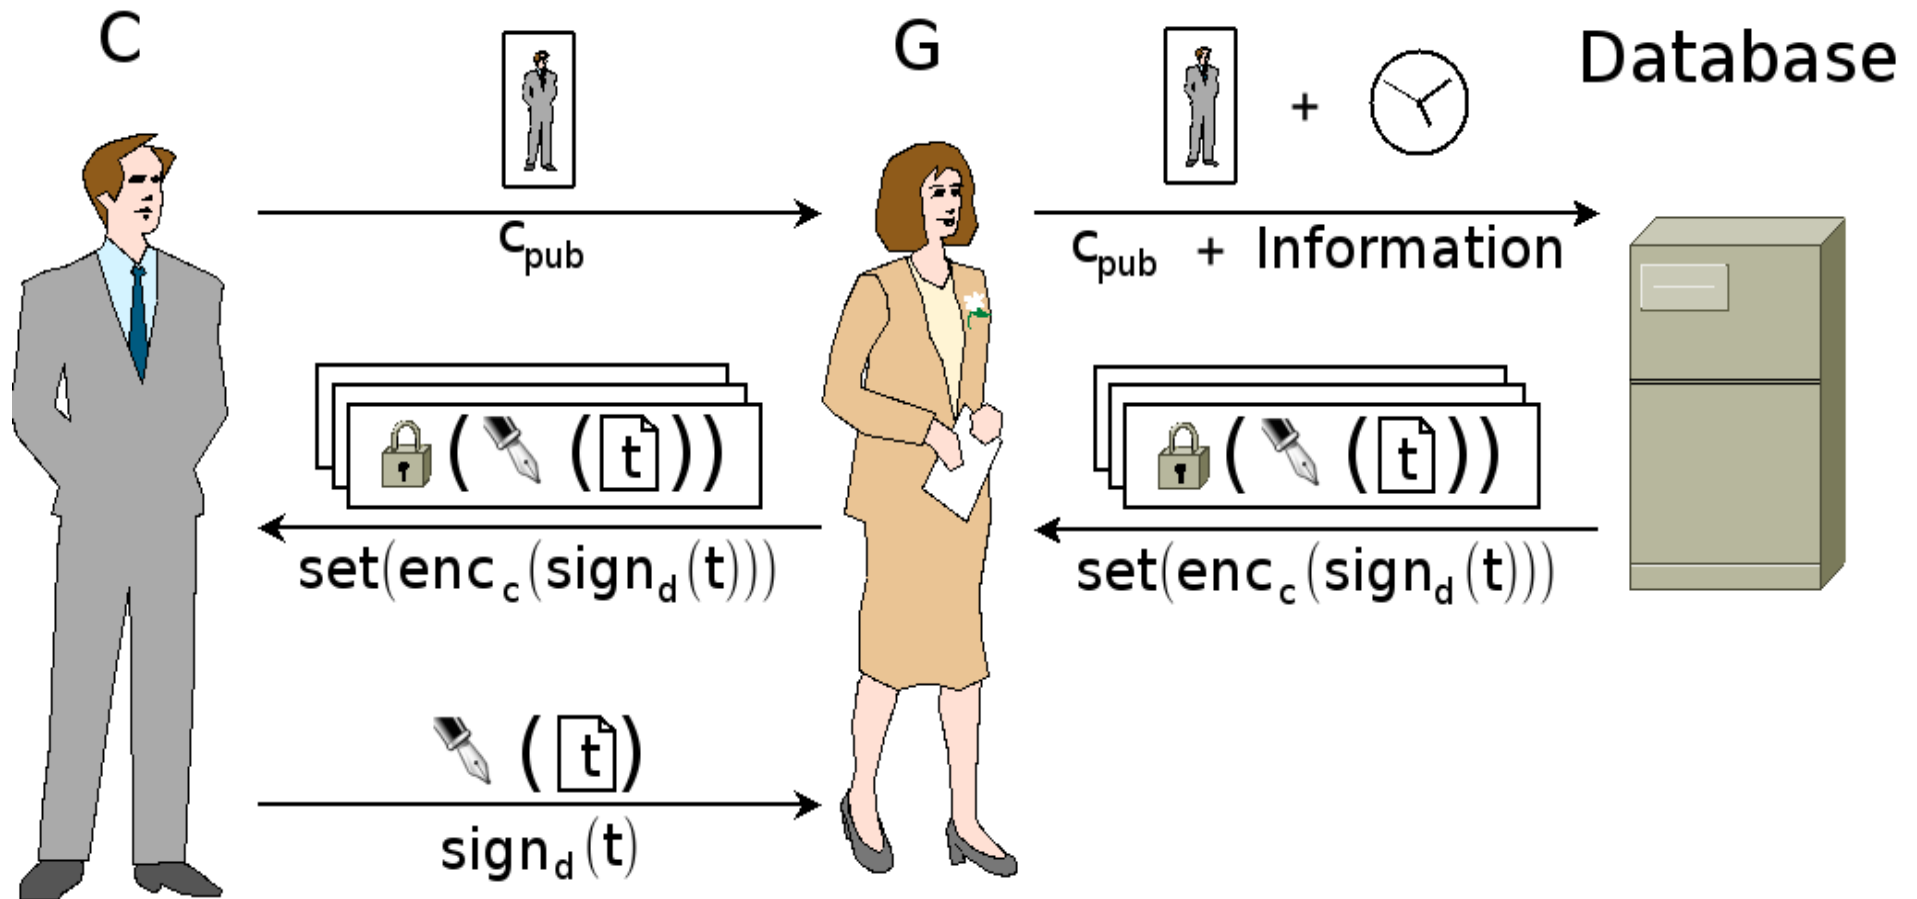 C
G
Database
+
c_pub
c_pub + Information
( ( t ) )
( ( t ) )
set(enc_c(sign_d(t)))
set(enc_c(sign_d(t)))
( t )
sign_d(t)